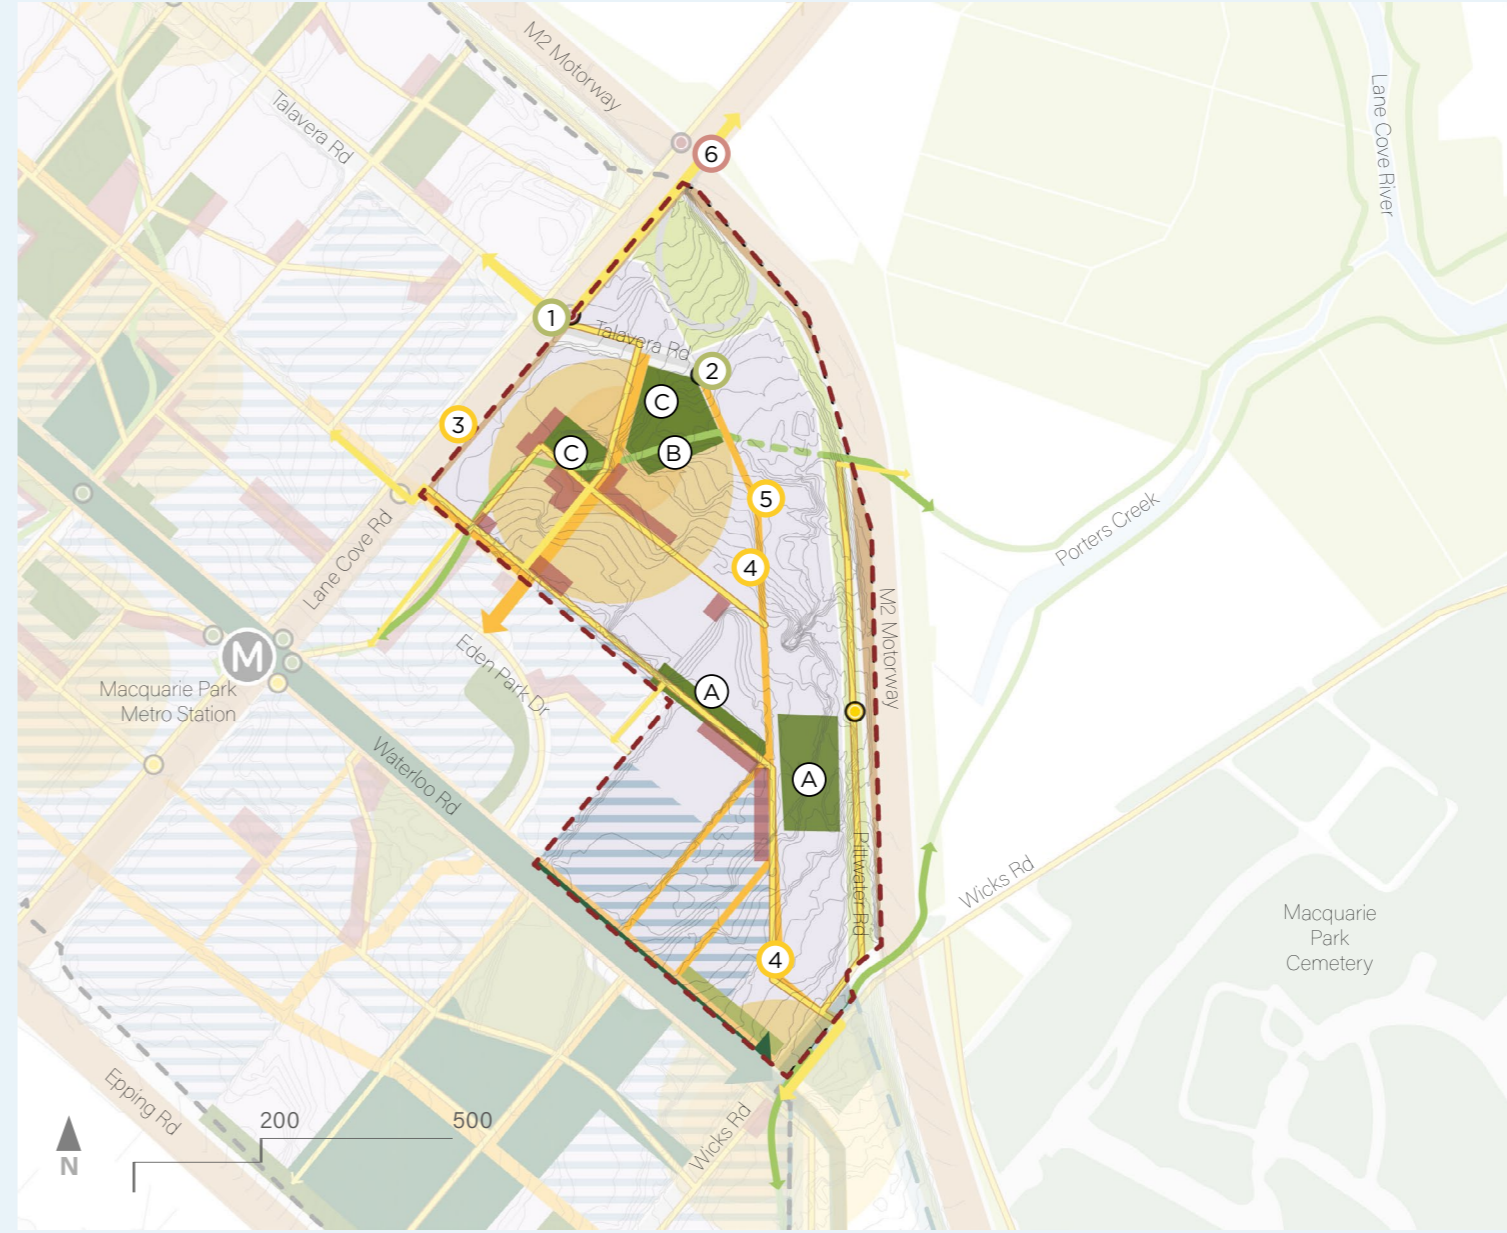 M2 Motorway
Talavera Rd
Lane Cove River
6
1
Talavera Rd
2
C
3
C
B
5
Porters Creek
Lane Cove Rd
4
M2 Motorway
M
Macquarie Park
Metro Station
Eden Park Dr
A
Waterloo Rd
A
Pittwater Rd
Wicks Rd
Macquarie
Park
Cemetery
4
Epping Rd
200
500
Wicks Rd
N